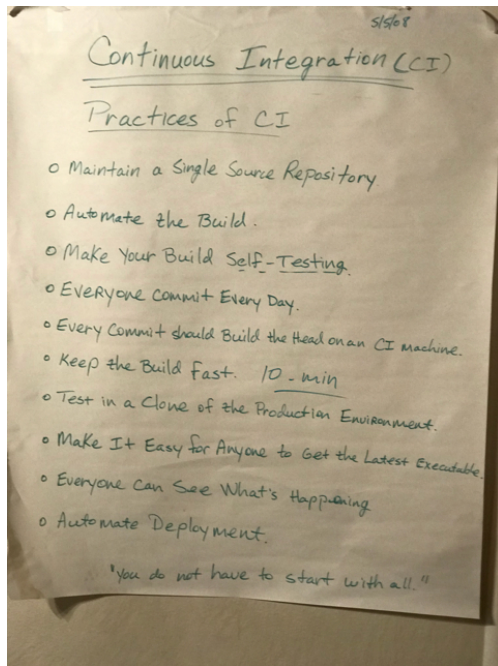 5/5/08
Continuous Integration (CI)
Practices of CI
o Maintain a Single Source Repository
o Automate the Build.
o Make Your Build Self-Testing.
o Everyone Commit Every Day.
o Every Commit should Build the Head on an CI machine.
o Keep the Build Fast. 10-min
o Test in a Clone of the Production Environment.
o Make It Easy for Anyone to Get the Latest Executable.
o Everyone Can See What's Happening
o Automate Deployment.
"You do not have to start with all."